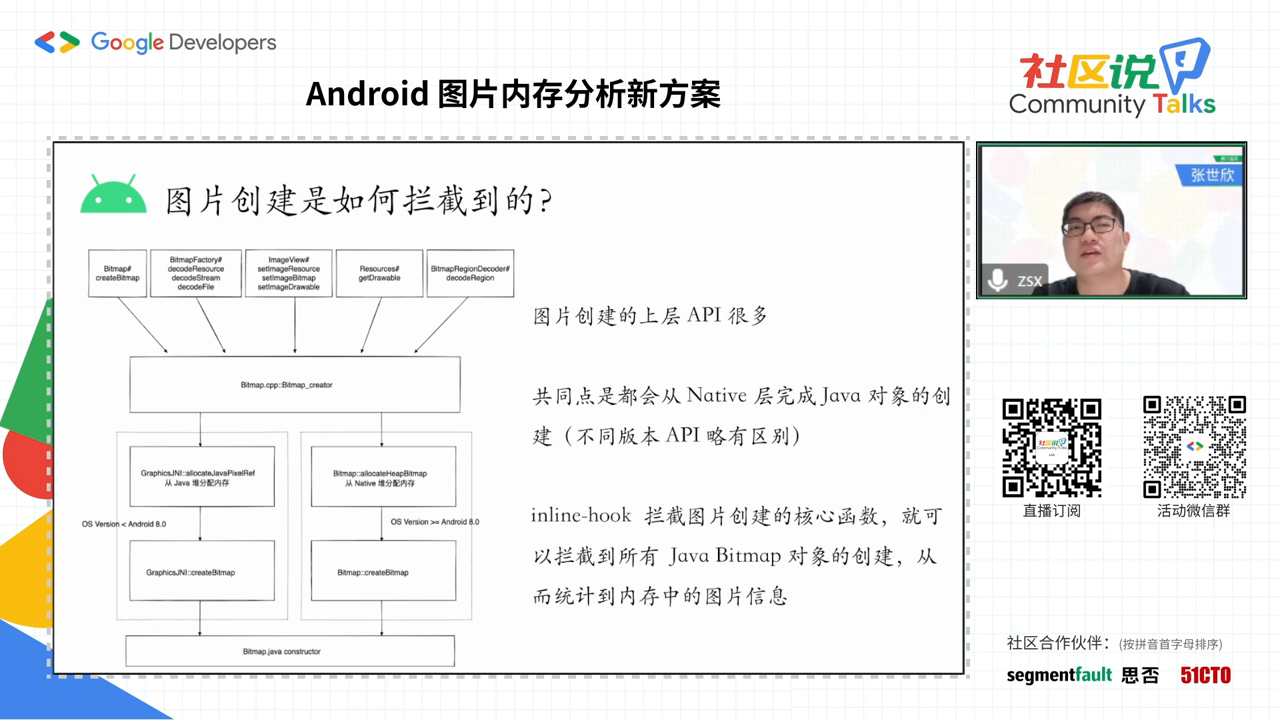 Google Developers
Android 图片内存分析新方案
社区说
Community Talks
图片创建是如何拦截到的？
Bitmap#
createBitmap
BitmapFactory#
decodeResource
decodeStream
decodeFile
ImageView#
setImageResource
setImageBitmap
setImageDrawable
Resources#
getDrawable
BitmapRegionDecoder#
decodeRegion
Bitmap.cpp::Bitmap_creator
GraphicsJNI::allocateJavaPixelRef
从 Java 堆分配内存
Bitmap::allocateHeapBitmap
从 Native 堆分配内存
OS Version < Android 8.0
OS Version >= Android 8.0
GraphicsJNI::createBitmap
Bitmap::createBitmap
Bitmap.java constructor
图片创建的上层 API 很多
共同点是都会从 Native 层完成 Java 对象的创
建（不同版本 API 略有区别）
inline-hook 拦截图片创建的核心函数，就可
以拦截到所有 Java Bitmap 对象的创建，从
而统计到内存中的图片信息
张世欣
ZSX
直播订阅
活动微信群
社区合作伙伴：(按拼音首字母排序)
segmentfault 思否 51CTO